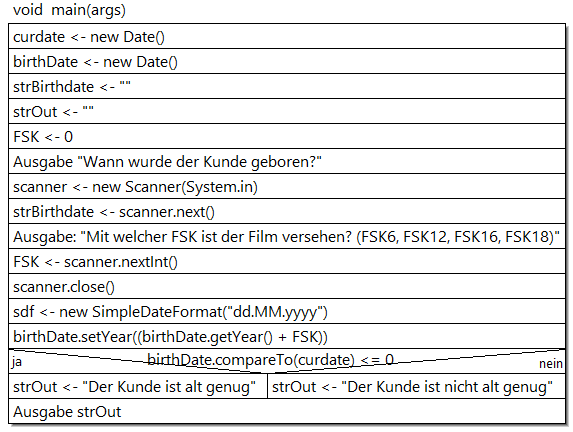 void main(args)
curdate <- new Date()
birthDate <- new Date()
strBirthdate <- ""
strOut <- ""
FSK <- 0
Ausgabe "Wann wurde der Kunde geboren?"
scanner <- new Scanner(System.in)
strBirthdate <- scanner.next()
Ausgabe: "Mit welcher FSK ist der Film versehen? (FSK6, FSK12, FSK16, FSK18)"
FSK <- scanner.nextInt()
scanner.close()
sdf <- new SimpleDateFormat("dd.MM.yyyy")
birthDate.setYear((birthDate.getYear() + FSK))
birthDate.compareTo(curdate) <= 0
ja nein
strOut <- "Der Kunde ist alt genug" strOut <- "Der Kunde ist nicht alt genug"
Ausgabe strOut